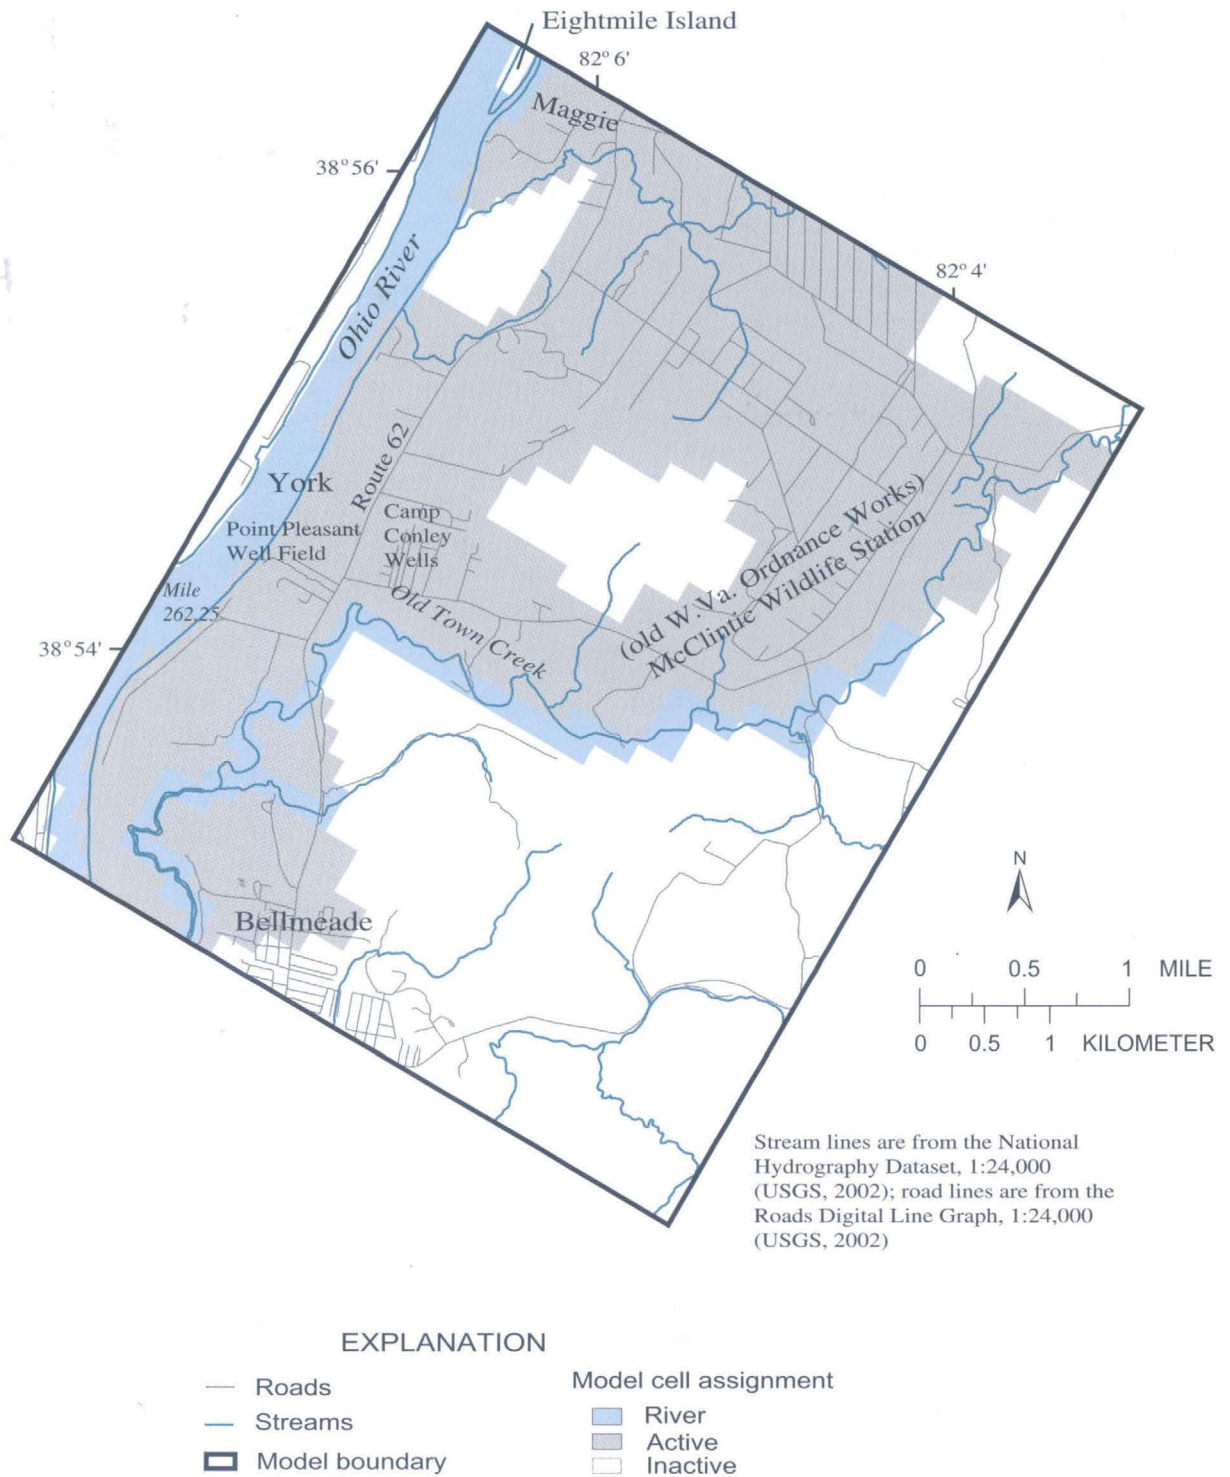 Eightmile Island
82° 6'
Maggie
38°56'
82° 4'
Ohio River
Route 62
York
Camp
Conley
Wells
Point Pleasant
Well Field
(old W. Va. Ordnance Works)
McClintic Wildlife Station
Mile
262.25
Old Town Creek
38°54'
Bellmeade
N
0 0.5 1 MILE
0 0.5 1 KILOMETER
Stream lines are from the National
Hydrography Dataset, 1:24,000
(USGS, 2002); road lines are from the
Roads Digital Line Graph, 1:24,000
(USGS, 2002)
EXPLANATION
Roads
Streams
Model boundary
Model cell assignment
River
Active
Inactive